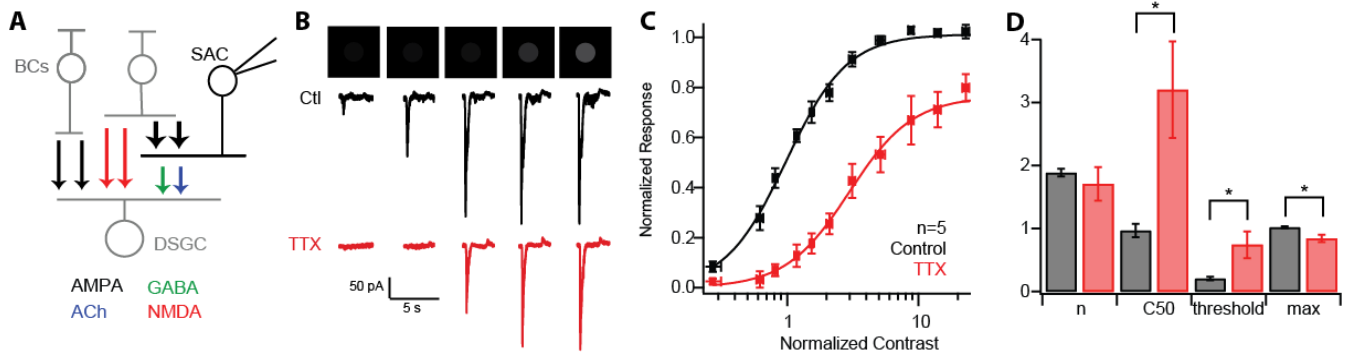 A
BCs
SAC
DSGC
AMPA
GABA
ACh
NMDA
B
Ctl
TTX
50 pA
5 s
C
Normalized Response
1.0
0.8
0.6
0.4
0.2
0.0
n=5
Control
TTX
1
10
Normalized Contrast
D
4
3
2
1
0
*
*
*
n
C50
threshold
max